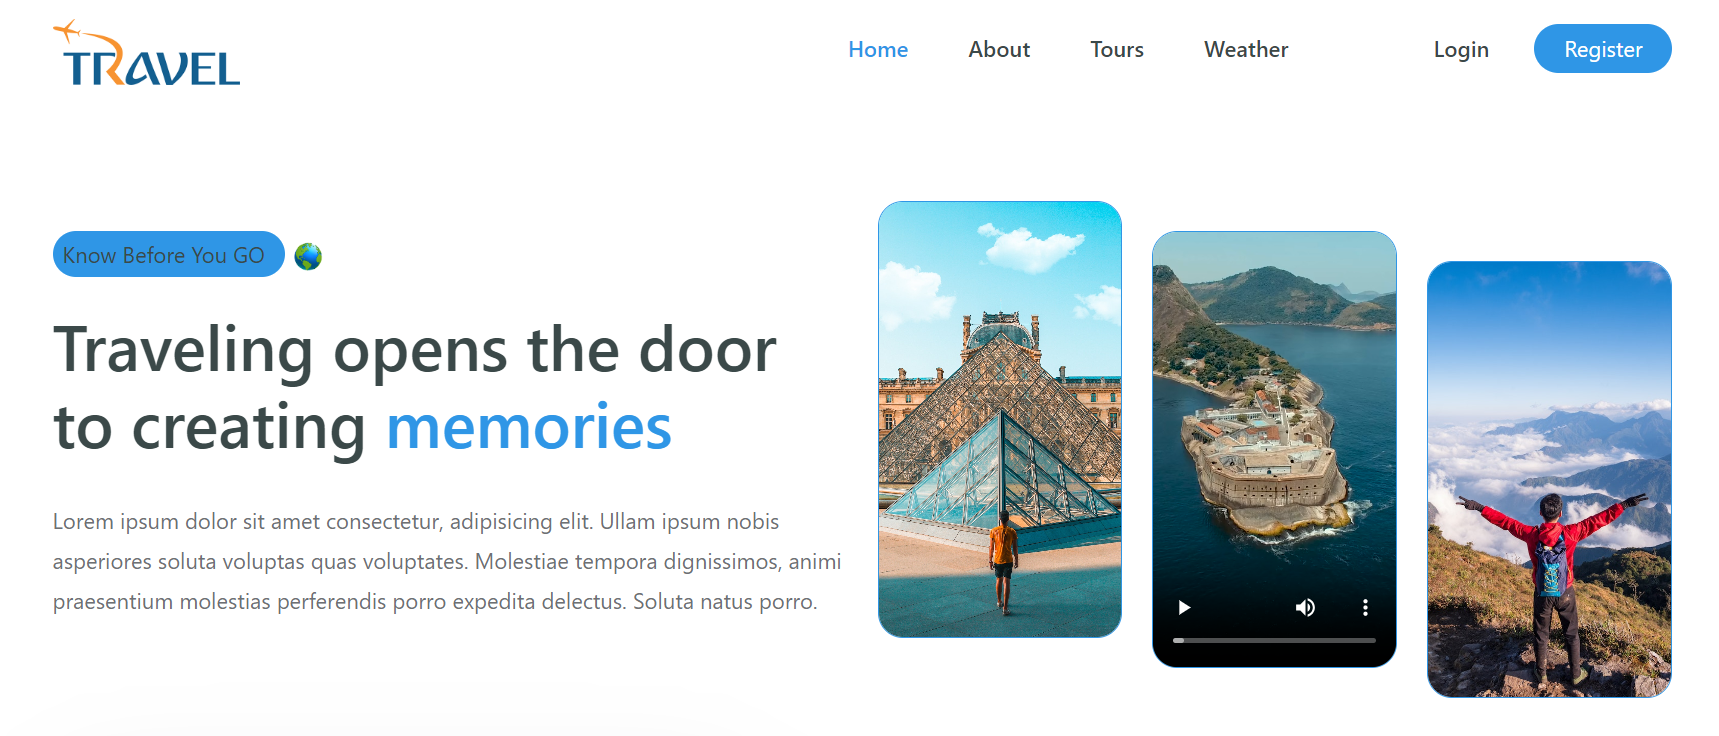 TRAVEL
Home About Tours Weather Login Register
Know Before You GO
Traveling opens the door
to creating memories
Lorem ipsum dolor sit amet consectetur, adipisicing elit. Ullam ipsum nobis
asperiores soluta voluptas quas voluptates. Molestiae tempora dignissimos, animi
praesentium molestias perferendis porro expedita delectus. Soluta natus porro.